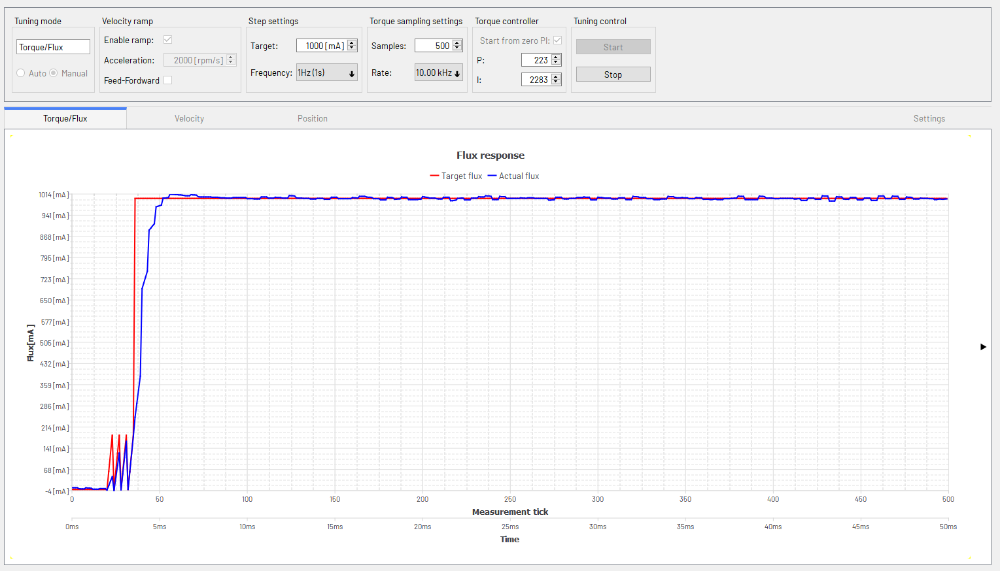 Tuning mode
Torque/Flux
Auto Manual
Velocity ramp
Enable ramp:
Acceleration: 2000 [rpm/s]
Feed-Fordward
Step settings
Target: 1000 [mA]
Frequency: 1Hz (1s)
Torque sampling settings
Samples: 500
Rate: 10.00 kHz
Torque controller
Start from zero PI:
P: 223
I: 2283
Tuning control
Start
Stop
Torque/Flux Velocity Position Settings
Flux response
Target flux Actual flux
1014 [mA]
941 [mA]
868 [mA]
795 [mA]
723 [mA]
650 [mA]
577 [mA]
505 [mA]
432 [mA]
359 [mA]
286 [mA]
214 [mA]
141 [mA]
68 [mA]
-4 [mA]
Flux[mA]
0 50 100 150 200 250 300 350 400 450 500
Measurement tick
0ms 5ms 10ms 15ms 20ms 25ms 30ms 35ms 40ms 45ms 50ms
Time